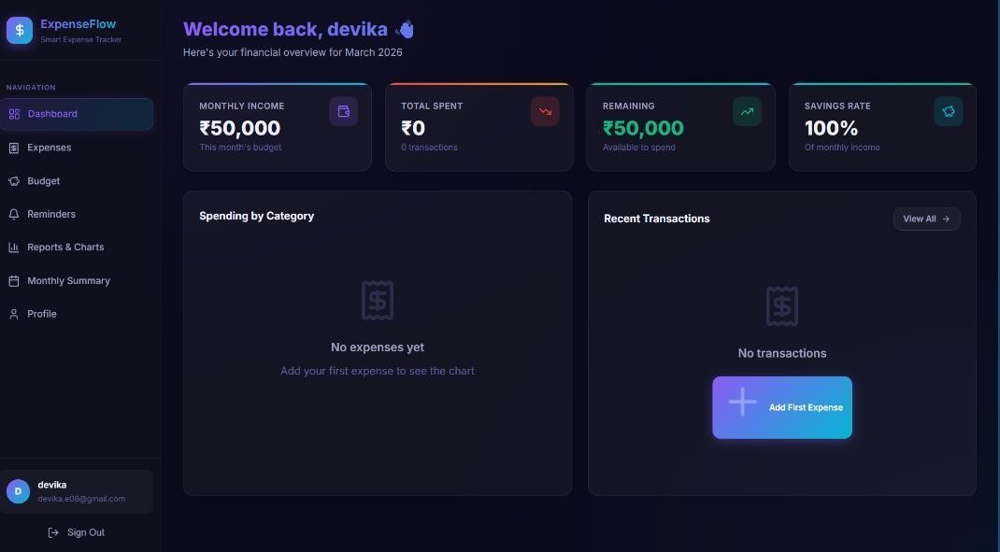 ExpenseFlow
Smart Expense Tracker
NAVIGATION
Dashboard
Expenses
Budget
Reminders
Reports & Charts
Monthly Summary
Profile
D
devika
devika.e08@gmail.com
Sign Out
Welcome back, devika 👋
Here's your financial overview for March 2026
MONTHLY INCOME
₹50,000
This month's budget
TOTAL SPENT
₹0
0 transactions
REMAINING
₹50,000
Available to spend
SAVINGS RATE
100%
Of monthly income
Spending by Category
No expenses yet
Add your first expense to see the chart
Recent Transactions
View All →
No transactions
Add First Expense